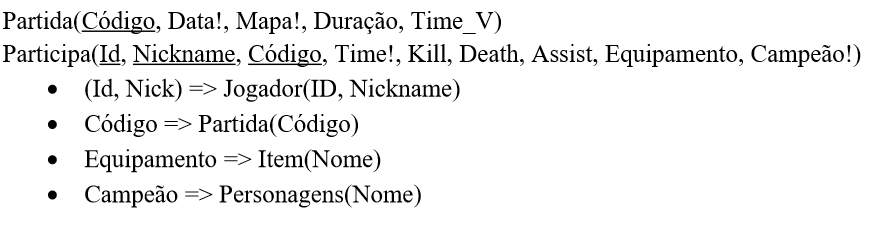 Partida(Código, Data!, Mapa!, Duração, Time_V)
Participa(Id, Nickname, Código, Time!, Kill, Death, Assist, Equipamento, Campeão!)
• (Id, Nick) => Jogador(ID, Nickname)
• Código => Partida(Código)
• Equipamento => Item(Nome)
• Campeão => Personagens(Nome)